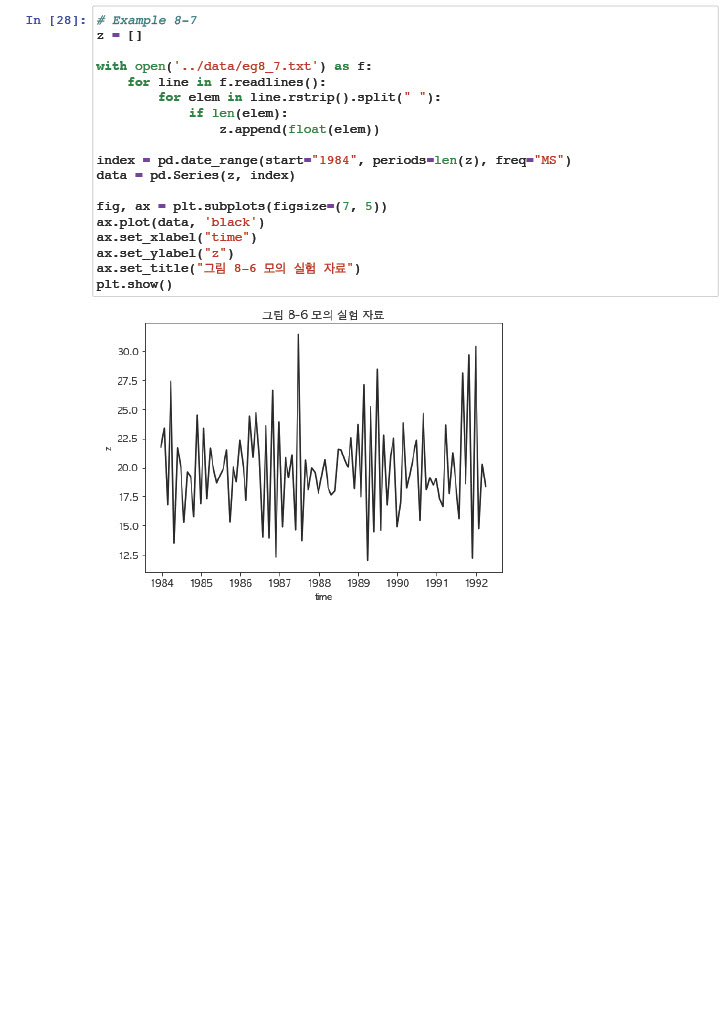 In [28]: # Example 8-7
z = []
with open('../data/eg8_7.txt') as f:
    for line in f.readlines():
        for elem in line.rstrip().split(" "):
            if len(elem):
                z.append(float(elem))
index = pd.date_range(start="1984", periods=len(z), freq="MS")
data = pd.Series(z, index)
fig, ax = plt.subplots(figsize=(7, 5))
ax.plot(data, 'black')
ax.set_xlabel("time")
ax.set_ylabel("z")
ax.set_title("그림 8-6 모의 실험 자료")
plt.show()
그림 8-6 모의 실험 자료
30.0
27.5
25.0
22.5
20.0
17.5
15.0
12.5
z
1984 1985 1986 1987 1988 1989 1990 1991 1992
time